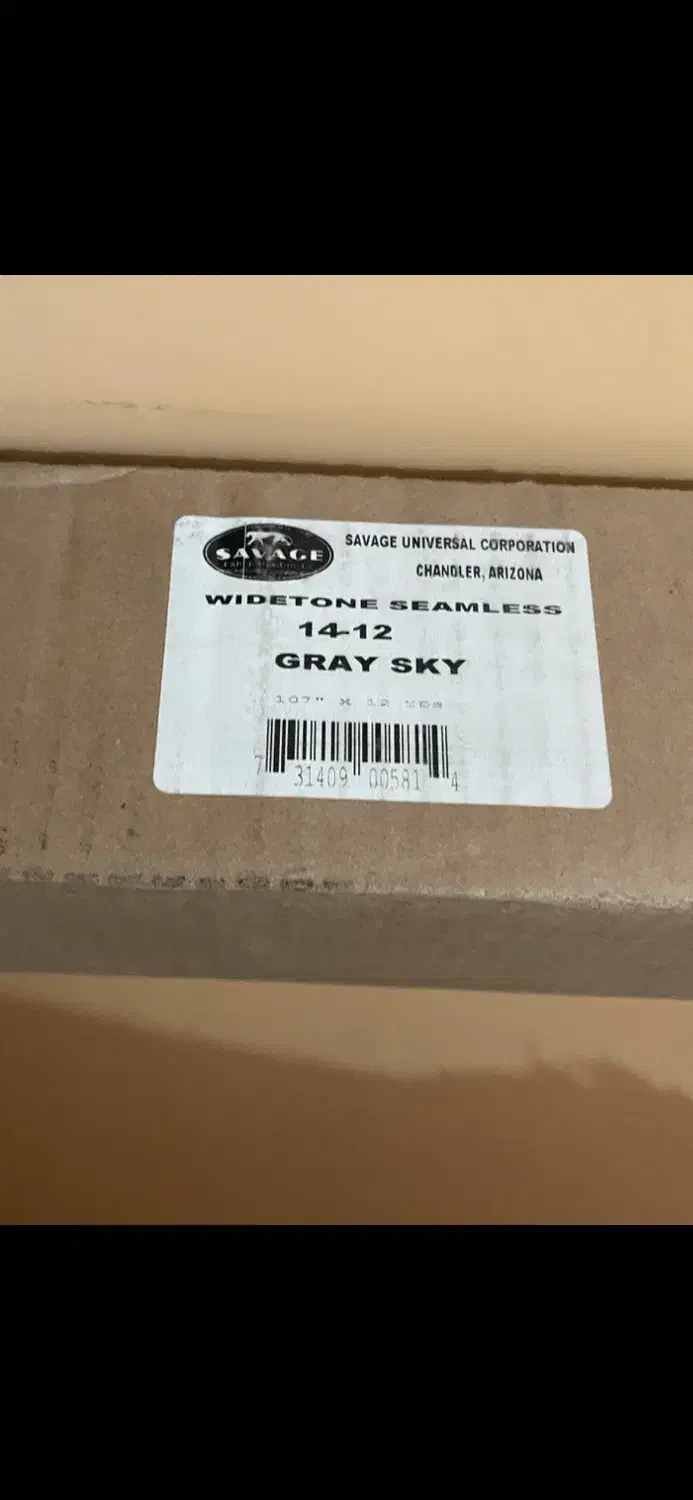 SAVAGE
SAVAGE UNIVERSAL CORPORATION
CHANDLER, ARIZONA
WIDETONE SEAMLESS
14-12
GRAY SKY
107" X 12 YDS
7 31409 00581 4